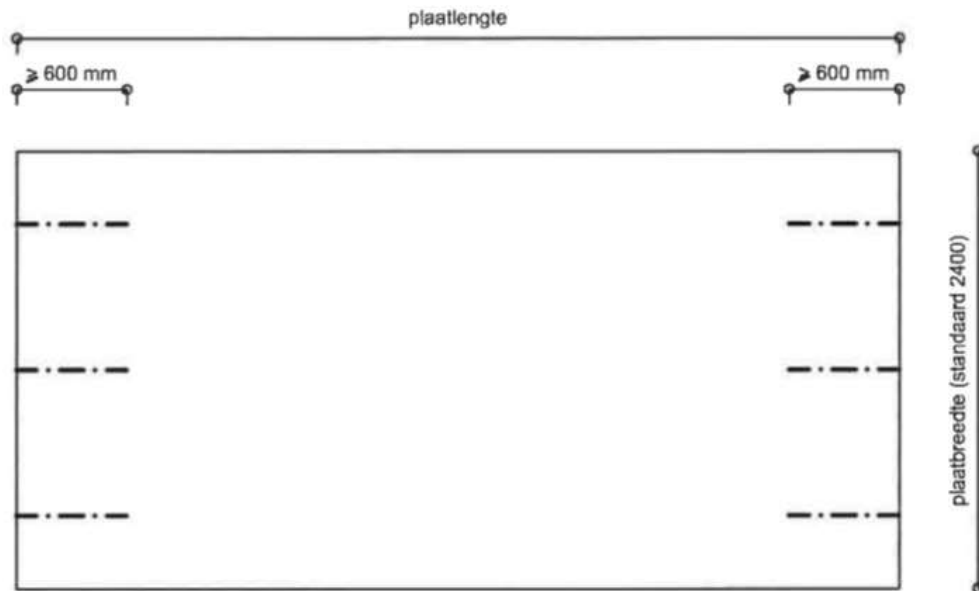 plaatlengte
⩾ 600 mm
⩾ 600 mm
plaatbreedte (standaard 2400)